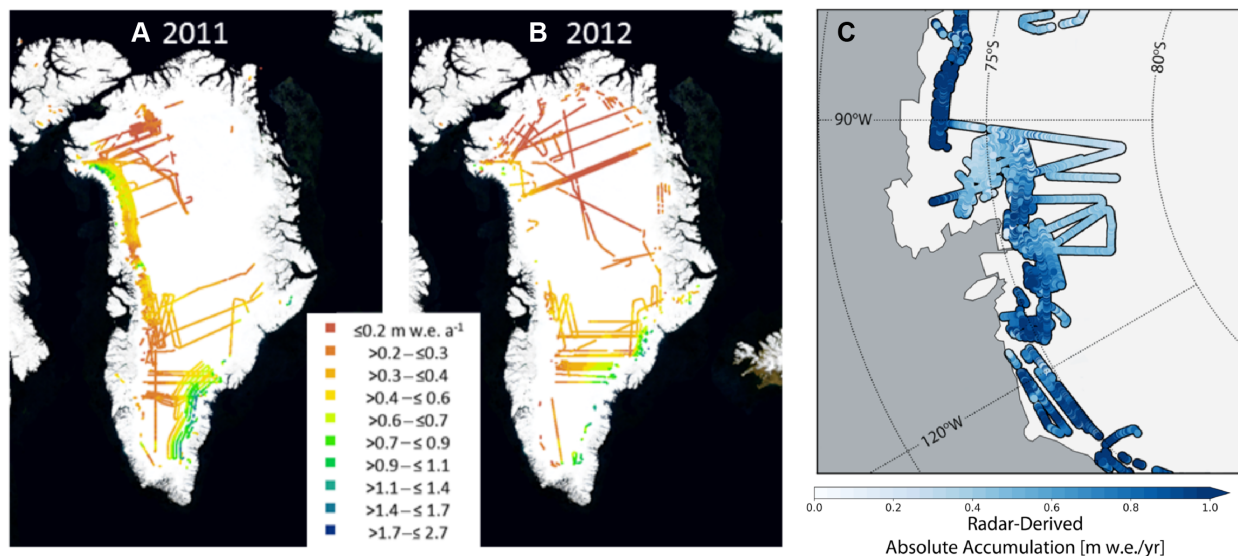 A 2011
B 2012
C
≤0.2 m w.e. a⁻¹
>0.2–≤0.3
>0.3–≤0.4
>0.4–≤ 0.6
>0.6–≤0.7
>0.7–≤ 0.9
>0.9–≤ 1.1
>1.1–≤ 1.4
>1.4–≤ 1.7
>1.7–≤ 2.7
75°S
80°S
90°W
120°W
0.0 0.2 0.4 0.6 0.8 1.0
Radar-Derived
Absolute Accumulation [m w.e./yr]